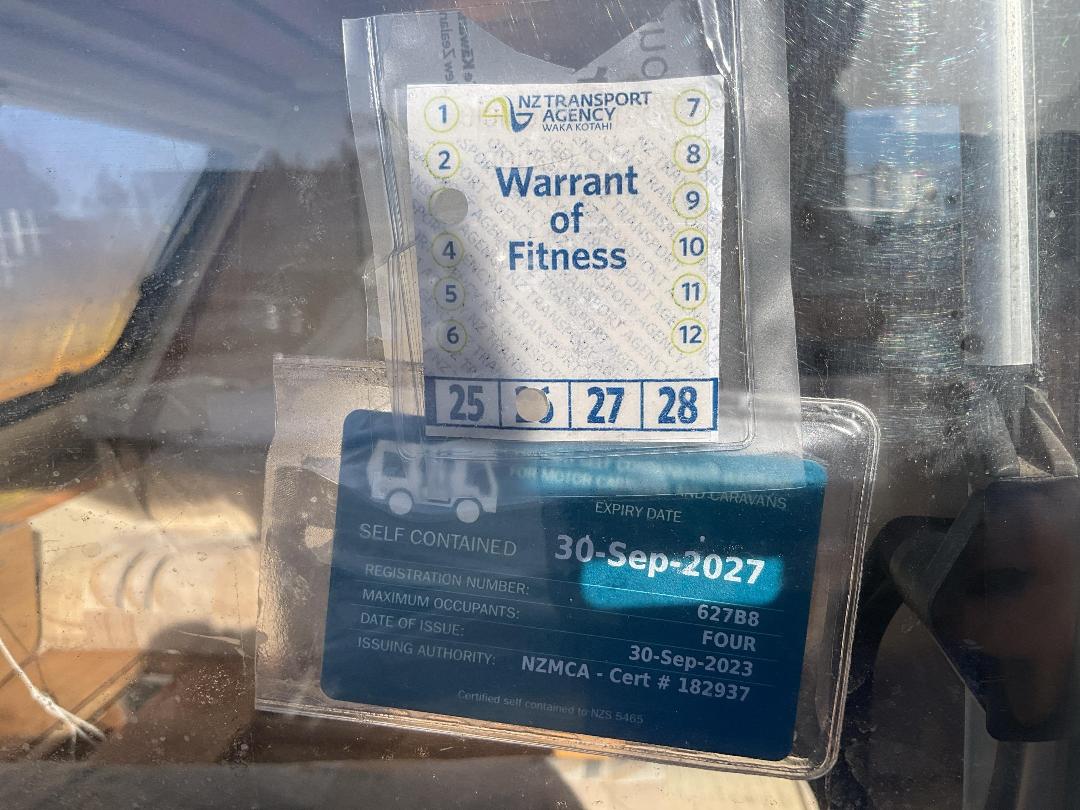 NZ TRANSPORT
AGENCY
WAKA KOTAHI
Warrant
of
Fitness
1
2
4
5
6
7
8
9
10
11
12
25 27 28
FOR MOTOR AND CARAVANS
EXPIRY DATE
SELF CONTAINED 30-Sep-2027
REGISTRATION NUMBER: 627B8
MAXIMUM OCCUPANTS: FOUR
DATE OF ISSUE: 30-Sep-2023
ISSUING AUTHORITY: NZMCA - Cert # 182937
Certified self contained to NZS 5465